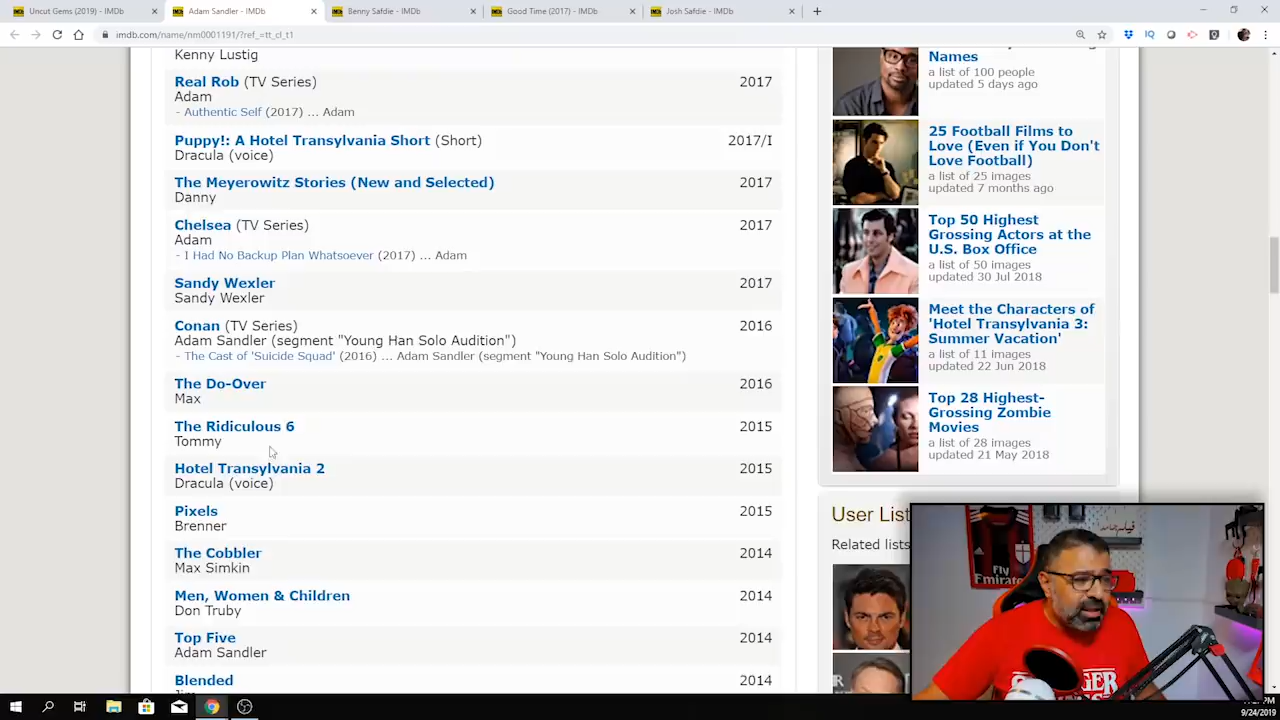 Uncut Gems (2019) - IMDb
Adam Sandler - IMDb
Benny Safdie - IMDb
Good Time (2017) - IMDb
Josh Safdie - IMDb
imdb.com/name/nm0001191/?ref_=tt_cl_t1
Kenny Lustig
Real Rob (TV Series) 2017
Adam
- Authentic Self (2017) ... Adam
Puppy!: A Hotel Transylvania Short (Short) 2017/I
Dracula (voice)
The Meyerowitz Stories (New and Selected) 2017
Danny
Chelsea (TV Series) 2017
Adam
- I Had No Backup Plan Whatsoever (2017) ... Adam
Sandy Wexler 2017
Sandy Wexler
Conan (TV Series) 2016
Adam Sandler (segment "Young Han Solo Audition")
- The Cast of 'Suicide Squad' (2016) ... Adam Sandler (segment "Young Han Solo Audition")
The Do-Over 2016
Max
The Ridiculous 6 2015
Tommy
Hotel Transylvania 2 2015
Dracula (voice)
Pixels 2015
Brenner
The Cobbler 2014
Max Simkin
Men, Women & Children 2014
Don Truby
Top Five 2014
Adam Sandler
Blended 2014
Names
a list of 100 people
updated 5 days ago
25 Football Films to
Love (Even if You Don't
Love Football)
a list of 25 images
updated 7 months ago
Top 50 Highest
Grossing Actors at the
U.S. Box Office
a list of 50 images
updated 30 Jul 2018
Meet the Characters of
'Hotel Transylvania 3:
Summer Vacation'
a list of 11 images
updated 22 Jun 2018
Top 28 Highest-
Grossing Zombie
Movies
a list of 28 images
updated 21 May 2018
User List
Related lists
Fly
Emirates
9/24/2019